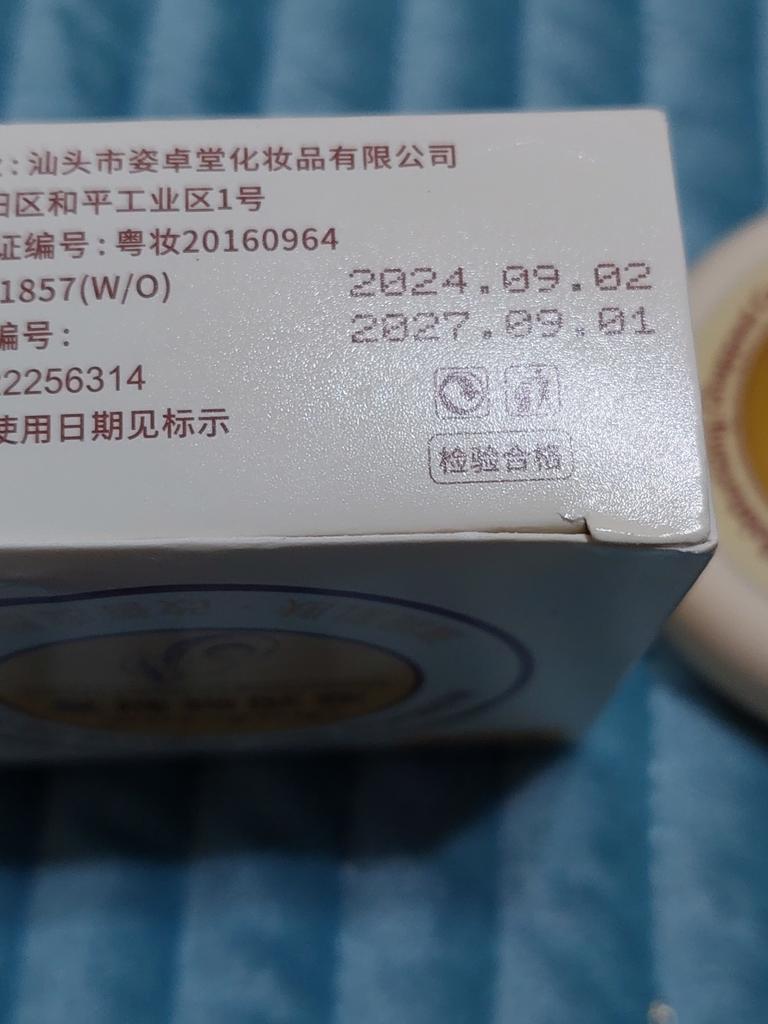 :汕头市姿卓堂化妆品有限公司
区和平工业区1号
证编号:粤妆20160964
1857(W/O)
编号:
2256314
使用日期见标示
2024.09.02
2027.09.01
检验合格